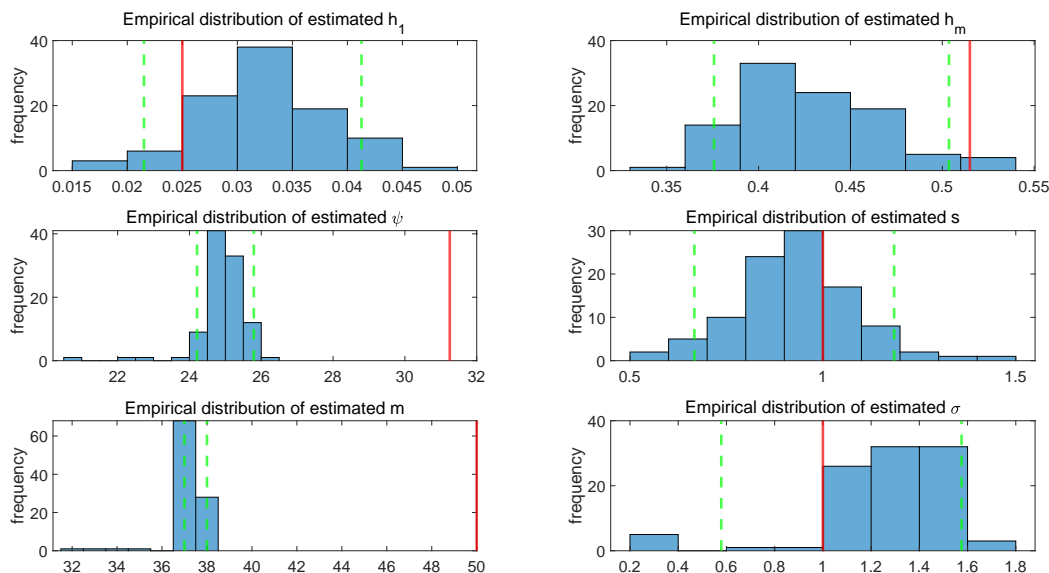 Empirical distribution of estimated h₁
Empirical distribution of estimated hₘ
40
20
0
frequency
0.015 0.02 0.025 0.03 0.035 0.04 0.045 0.05
40
20
0
frequency
0.35 0.4 0.45 0.5 0.55
Empirical distribution of estimated ψ
Empirical distribution of estimated s
40
20
0
frequency
22 24 26 28 30 32
30
20
10
0
frequency
0.5 1 1.5
Empirical distribution of estimated m
Empirical distribution of estimated σ
60
40
20
0
frequency
32 34 36 38 40 42 44 46 48 50
40
20
0
frequency
0.2 0.4 0.6 0.8 1 1.2 1.4 1.6 1.8